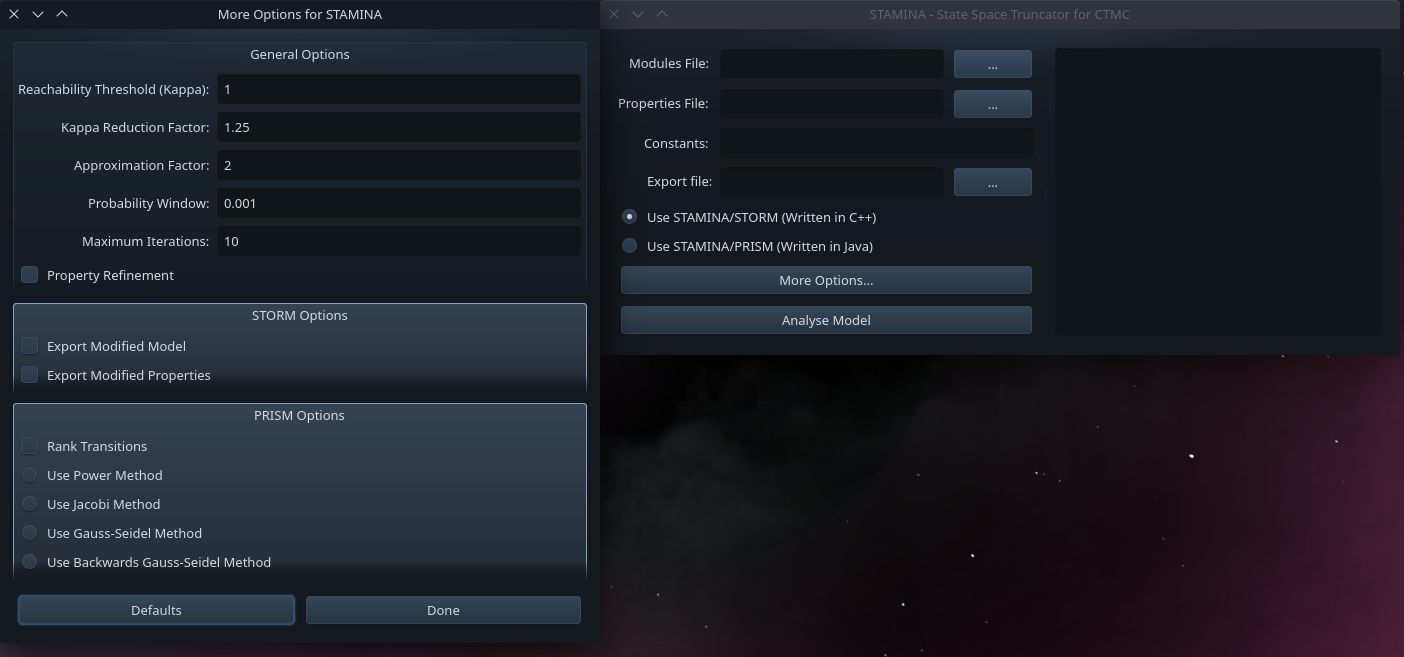 More Options for STAMINA
General Options
Reachability Threshold (Kappa): 1
Kappa Reduction Factor: 1.25
Approximation Factor: 2
Probability Window: 0.001
Maximum Iterations: 10
Property Refinement
STORM Options
Export Modified Model
Export Modified Properties
PRISM Options
Rank Transitions
Use Power Method
Use Jacobi Method
Use Gauss-Seidel Method
Use Backwards Gauss-Seidel Method
Defaults Done
STAMINA - State Space Truncator for CTMC
Modules File: ...
Properties File: ...
Constants:
Export file: ...
Use STAMINA/STORM (Written in C++)
Use STAMINA/PRISM (Written in Java)
More Options...
Analyse Model